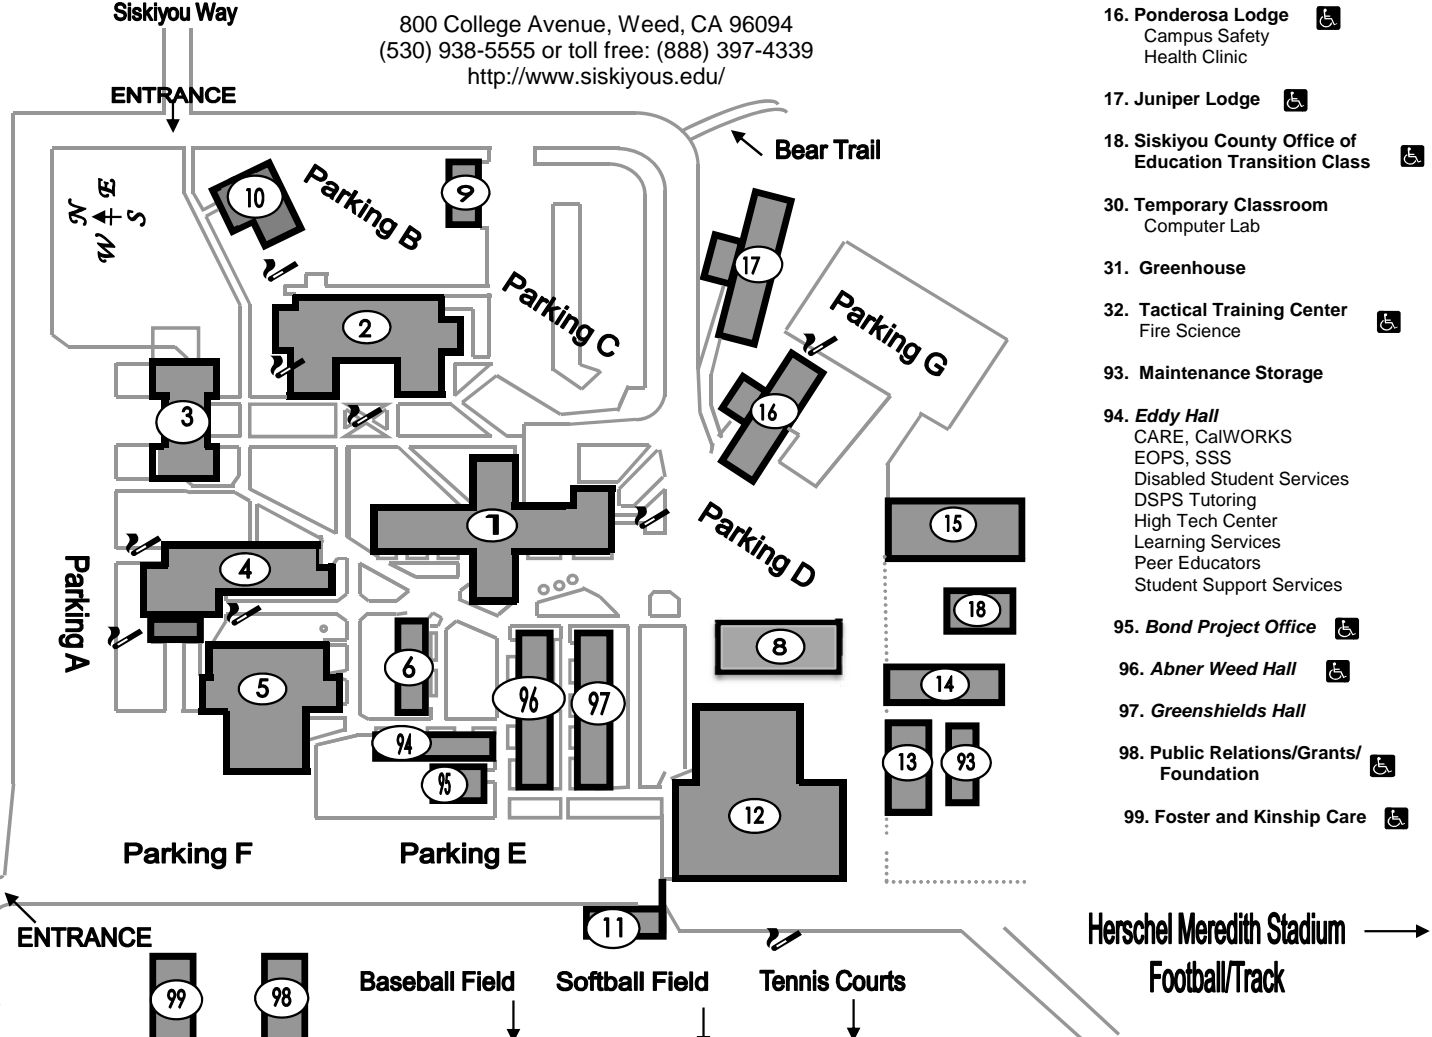 Siskiyou Way
800 College Avenue, Weed, CA 96094
(530) 938-5555 or toll free: (888) 397-4339
http://www.siskiyous.edu/
ENTRANCE
Bear Trail
Parking B
Parking C
Parking G
Parking D
Parking A
N
E
S
W
10
9
17
2
16
3
1
15
4
18
8
6
5
96
97
14
94
95
13
93
12
Parking F
Parking E
ENTRANCE
11
99
98
Baseball Field
Softball Field
Tennis Courts
16. Ponderosa Lodge
Campus Safety
Health Clinic
17. Juniper Lodge
18. Siskiyou County Office of
Education Transition Class
30. Temporary Classroom
Computer Lab
31. Greenhouse
32. Tactical Training Center
Fire Science
93. Maintenance Storage
94. Eddy Hall
CARE, CalWORKS
EOPS, SSS
Disabled Student Services
DSPS Tutoring
High Tech Center
Learning Services
Peer Educators
Student Support Services
95. Bond Project Office
96. Abner Weed Hall
97. Greenshields Hall
98. Public Relations/Grants/
Foundation
99. Foster and Kinship Care
Herschel Meredith Stadium
Football/Track